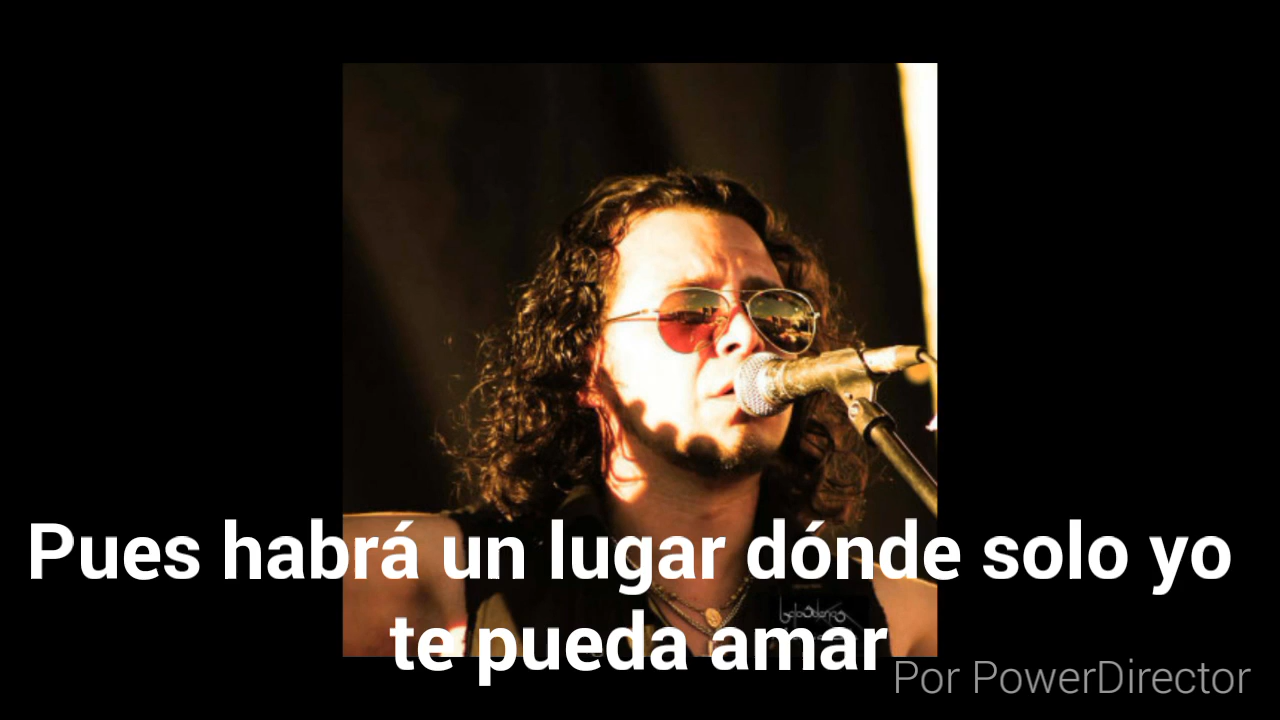 Pues habrá un lugar dónde solo yo
te pueda amar
Por PowerDirector